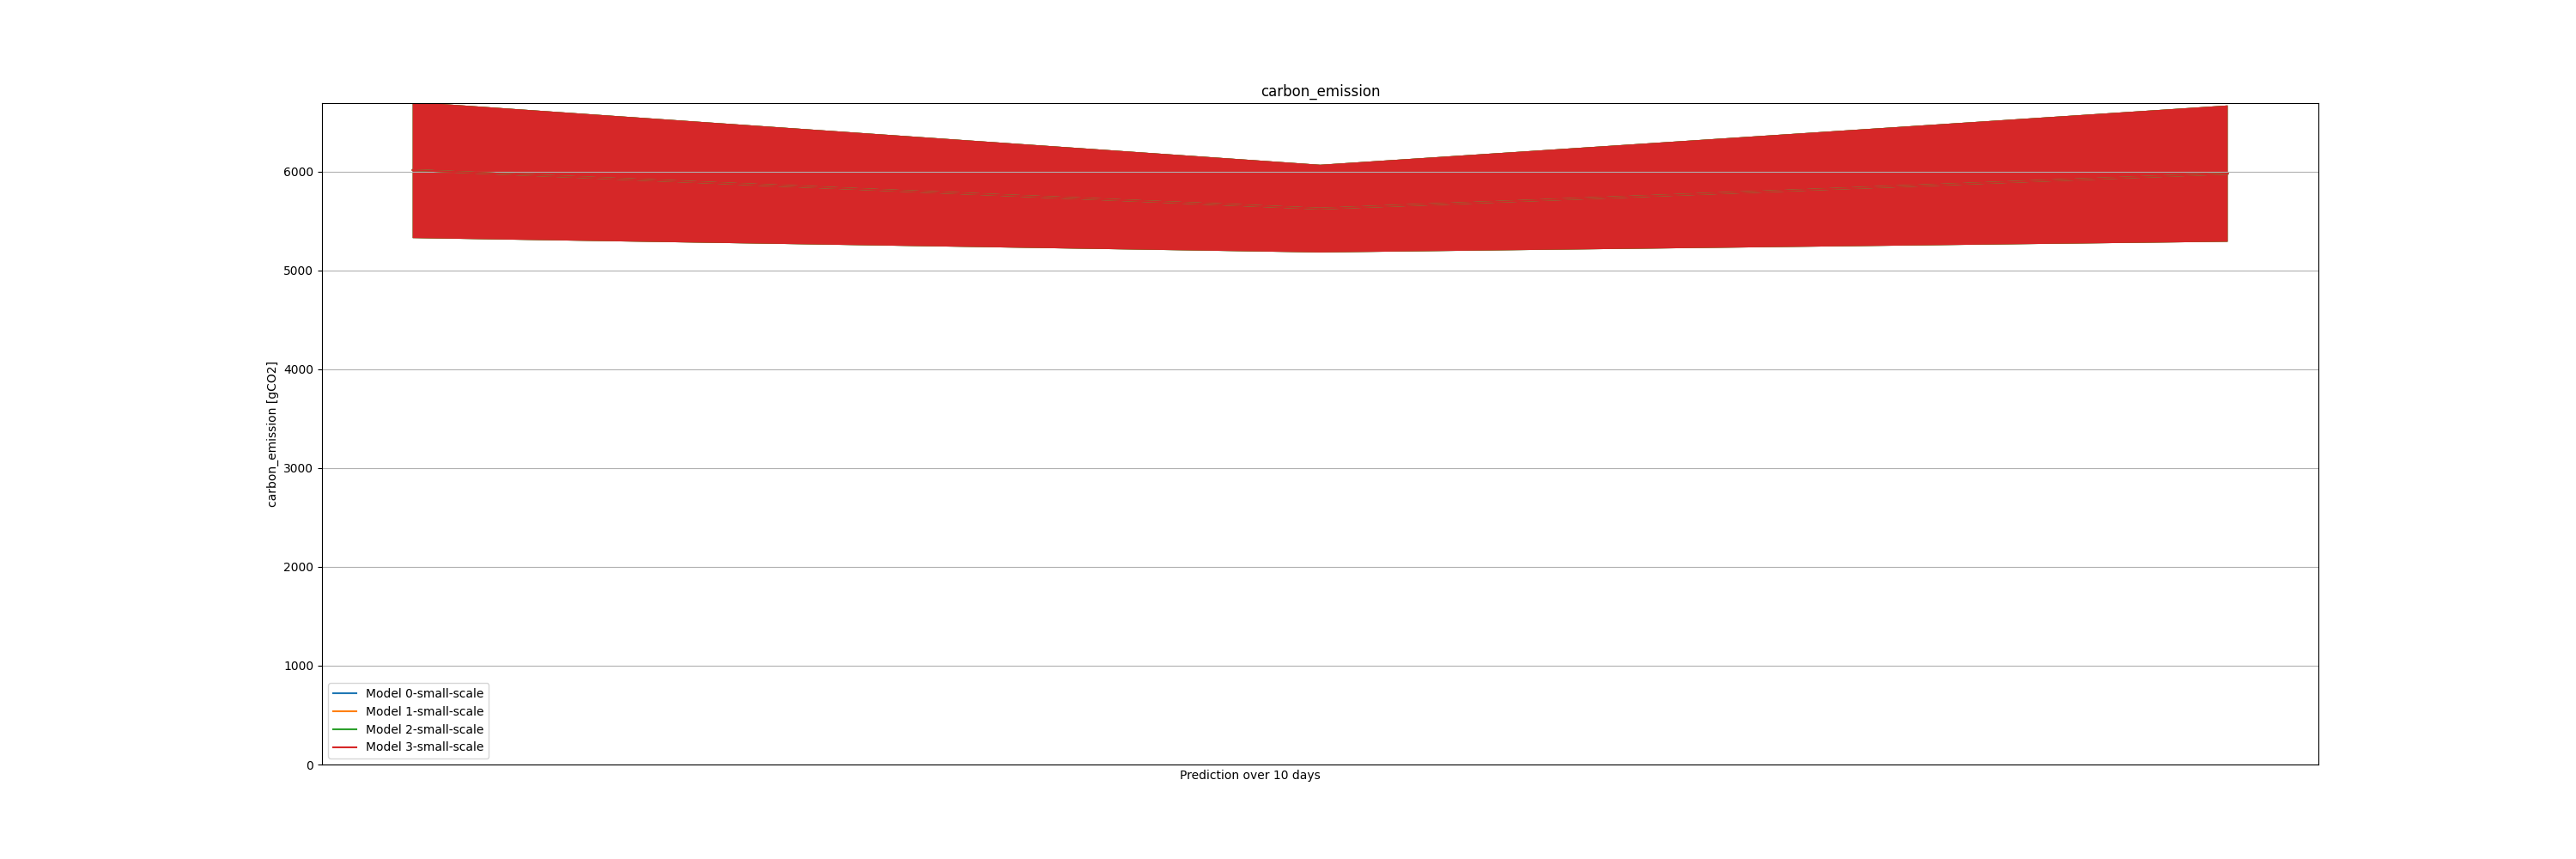 carbon_emission
carbon_emission [gCO2]
6000
5000
4000
3000
2000
1000
0
Model 0-small-scale
Model 1-small-scale
Model 2-small-scale
Model 3-small-scale
Prediction over 10 days